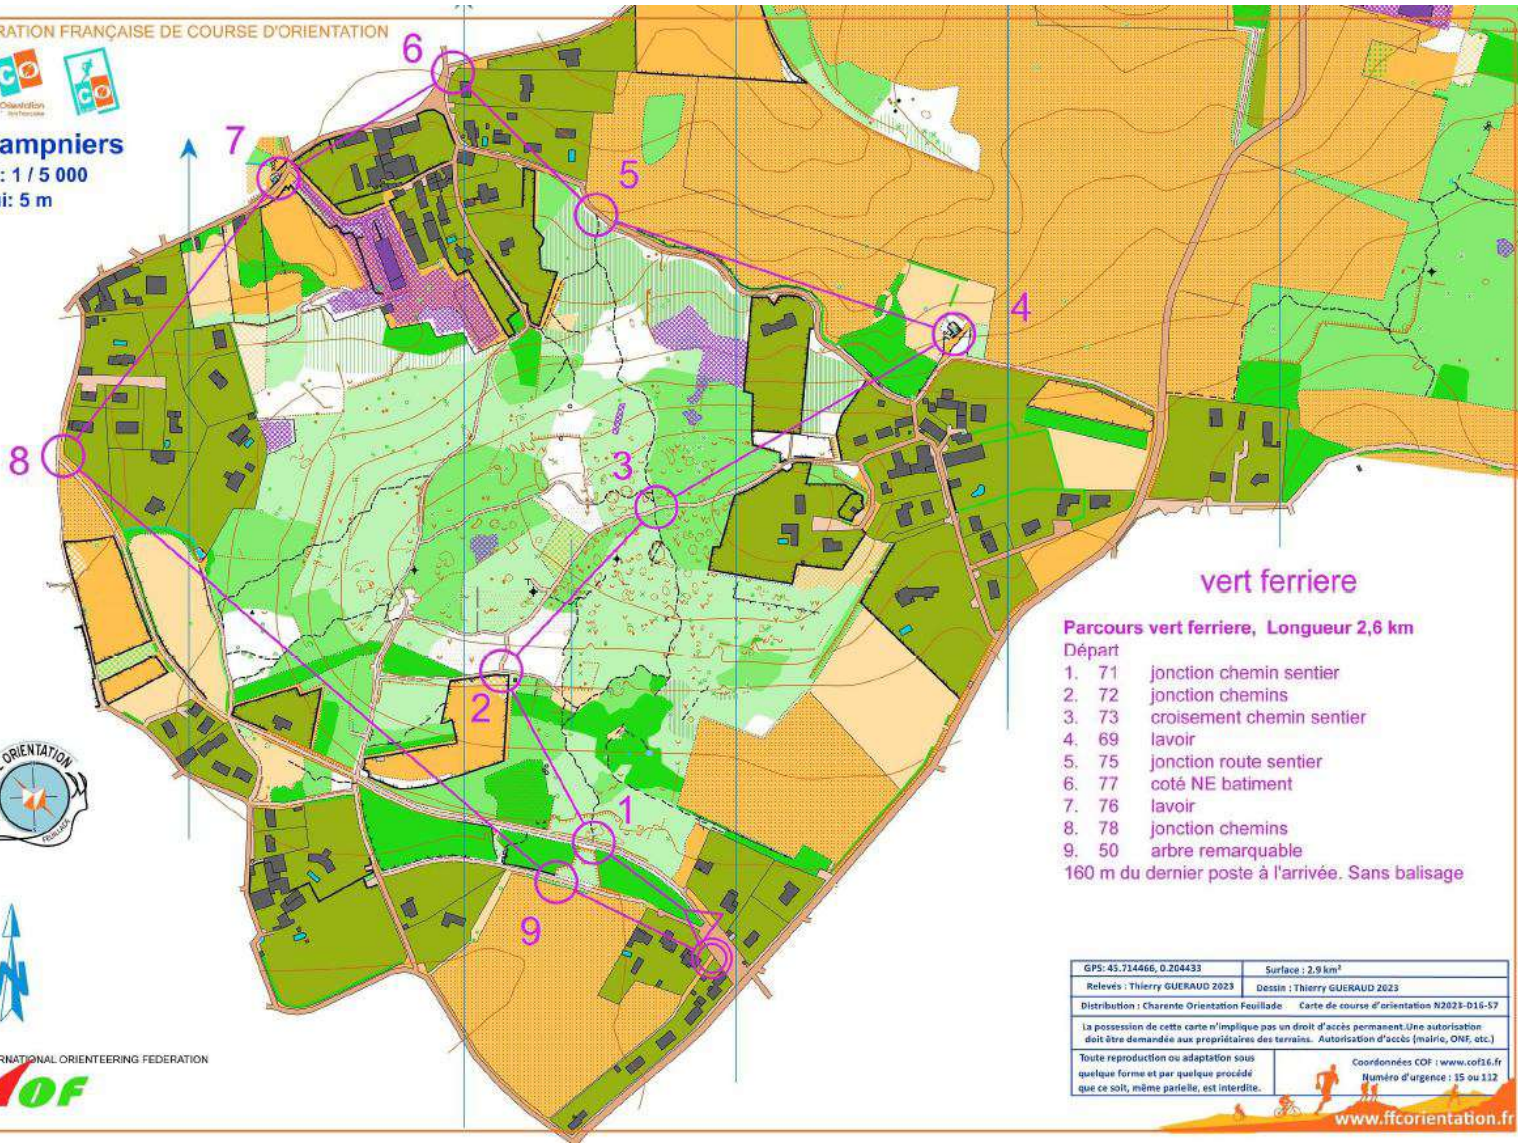 RATION FRANÇAISE DE COURSE D'ORIENTATION
CO
CO
Orientation
ampniers
: 1 / 5 000
i: 5 m
6
7
5
4
8
3
2
1
9
vert ferriere
Parcours vert ferriere, Longueur 2,6 km
Départ
1. 71 jonction chemin sentier
2. 72 jonction chemins
3. 73 croisement chemin sentier
4. 69 lavoir
5. 75 jonction route sentier
6. 77 coté NE batiment
7. 76 lavoir
8. 78 jonction chemins
9. 50 arbre remarquable
160 m du dernier poste à l'arrivée. Sans balisage
ORIENTATION
FEUILLADE
N
RNATIONAL ORIENTEERING FEDERATION
OF
GPS: 45.714466, 0.204433 Surface : 2.9 km²
Relevés : Thierry GUERAUD 2023 Dessin : Thierry GUERAUD 2023
Distribution : Charente Orientation Feuillade Carte de course d'orientation N2023-D16-57
La possession de cette carte n'implique pas un droit d'accès permanent.Une autorisation
doit être demandée aux propriétaires des terrains. Autorisation d'accès (mairie, ONF, etc.)
Toute reproduction ou adaptation sous
quelque forme et par quelque procédé
que ce soit, même parielle, est interdite.
Coordonnées COF : www.cof16.fr
Numéro d'urgence : 15 ou 112
www.ffcorientation.fr